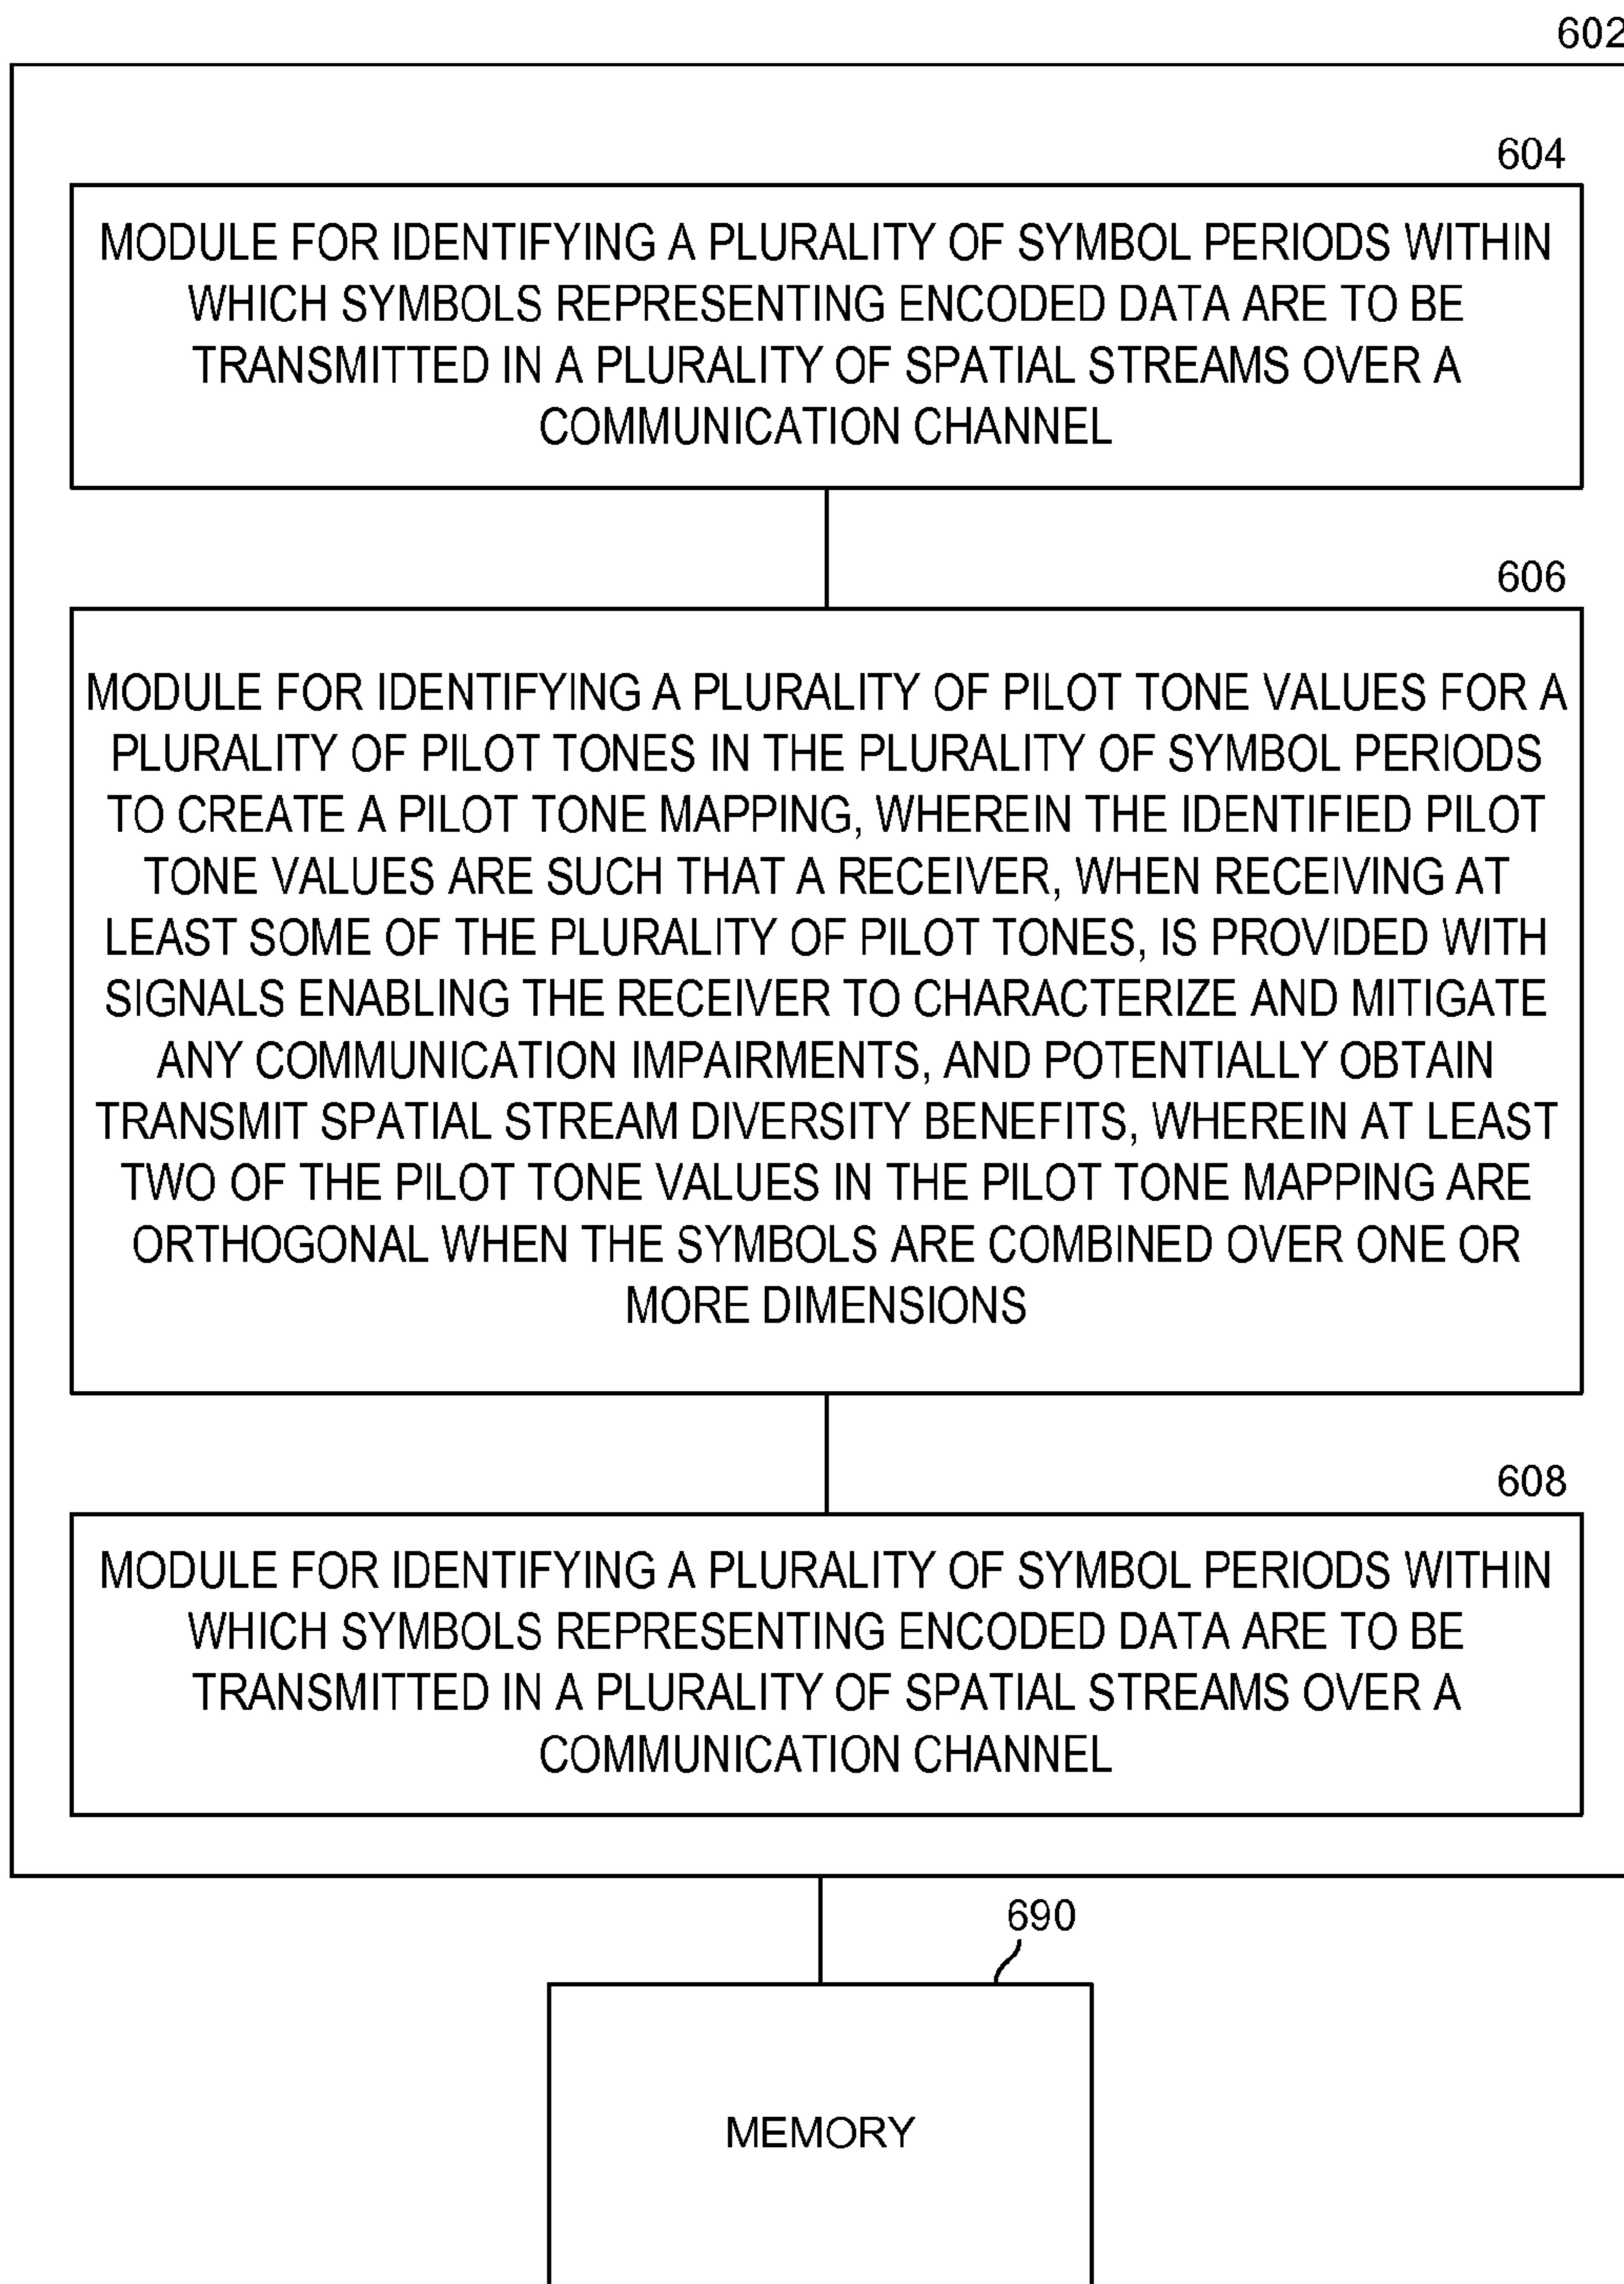 602
604
MODULE FOR IDENTIFYING A PLURALITY OF SYMBOL PERIODS WITHIN
WHICH SYMBOLS REPRESENTING ENCODED DATA ARE TO BE
TRANSMITTED IN A PLURALITY OF SPATIAL STREAMS OVER A
COMMUNICATION CHANNEL
606
MODULE FOR IDENTIFYING A PLURALITY OF PILOT TONE VALUES FOR A
PLURALITY OF PILOT TONES IN THE PLURALITY OF SYMBOL PERIODS
TO CREATE A PILOT TONE MAPPING, WHEREIN THE IDENTIFIED PILOT
TONE VALUES ARE SUCH THAT A RECEIVER, WHEN RECEIVING AT
LEAST SOME OF THE PLURALITY OF PILOT TONES, IS PROVIDED WITH
SIGNALS ENABLING THE RECEIVER TO CHARACTERIZE AND MITIGATE
ANY COMMUNICATION IMPAIRMENTS, AND POTENTIALLY OBTAIN
TRANSMIT SPATIAL STREAM DIVERSITY BENEFITS, WHEREIN AT LEAST
TWO OF THE PILOT TONE VALUES IN THE PILOT TONE MAPPING ARE
ORTHOGONAL WHEN THE SYMBOLS ARE COMBINED OVER ONE OR
MORE DIMENSIONS
608
MODULE FOR IDENTIFYING A PLURALITY OF SYMBOL PERIODS WITHIN
WHICH SYMBOLS REPRESENTING ENCODED DATA ARE TO BE
TRANSMITTED IN A PLURALITY OF SPATIAL STREAMS OVER A
COMMUNICATION CHANNEL
690
MEMORY